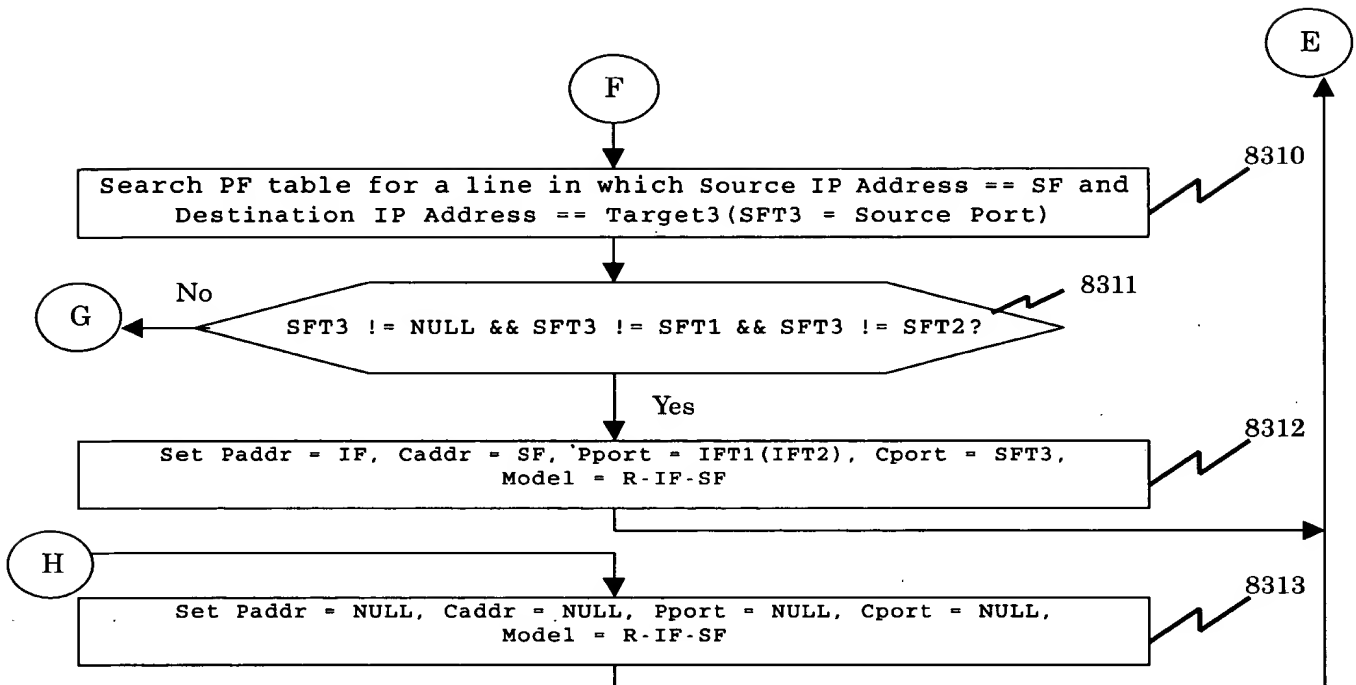 E
F
8310
Search PF table for a line in which Source IP Address == SF and
Destination IP Address == Target3(SFT3 = Source Port)
No
8311
G
SFT3 != NULL && SFT3 != SFT1 && SFT3 != SFT2?
Yes
8312
Set Paddr = IF, Caddr = SF, Pport = IFT1(IFT2), Cport = SFT3,
Model = R-IF-SF
H
8313
Set Paddr = NULL, Caddr = NULL, Pport = NULL, Cport = NULL,
Model = R-IF-SF